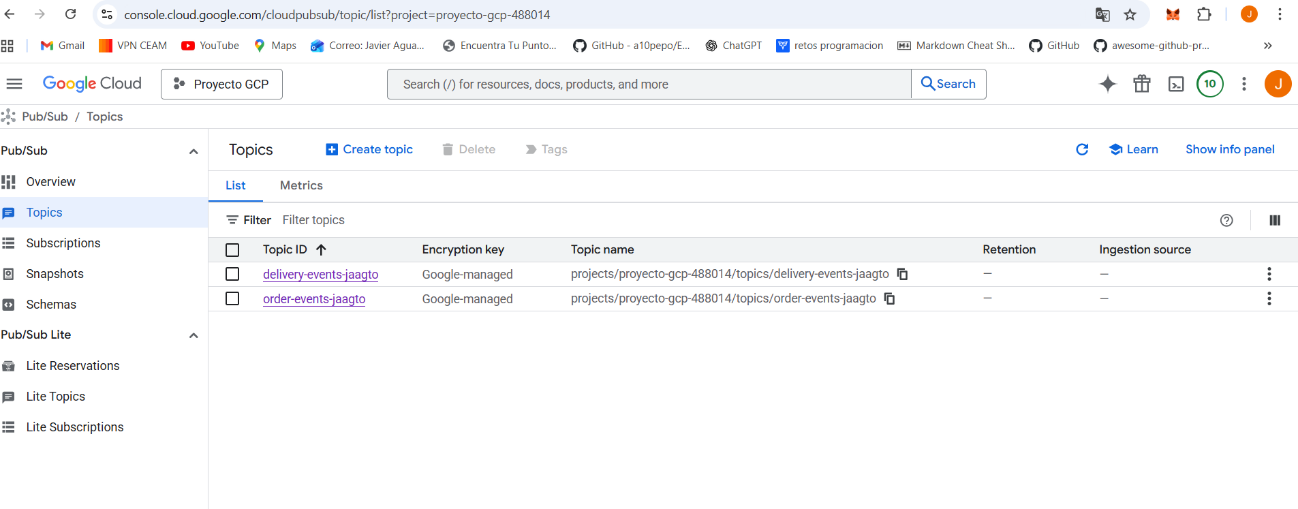 console.cloud.google.com/cloudpubsub/topic/list?project=proyecto-gcp-488014
J
Gmail VPN CEAM YouTube Maps Correo: Javier Agua... Encuentra Tu Punto... GitHub - a10pepo/E... ChatGPT retos programacion Markdown Cheat Sh... GitHub awesome-github-pr... »
Google Cloud Proyecto GCP Search (/) for resources, docs, products, and more Search 10 J
Pub/Sub / Topics
Pub/Sub
Overview
Topics
Subscriptions
Snapshots
Schemas
Pub/Sub Lite
Lite Reservations
Lite Topics
Lite Subscriptions
Topics Create topic Delete Tags Learn Show info panel
List Metrics
Filter Filter topics
Topic ID Encryption key Topic name Retention Ingestion source
delivery-events-jaagto Google-managed projects/proyecto-gcp-488014/topics/delivery-events-jaagto — —
order-events-jaagto Google-managed projects/proyecto-gcp-488014/topics/order-events-jaagto — —